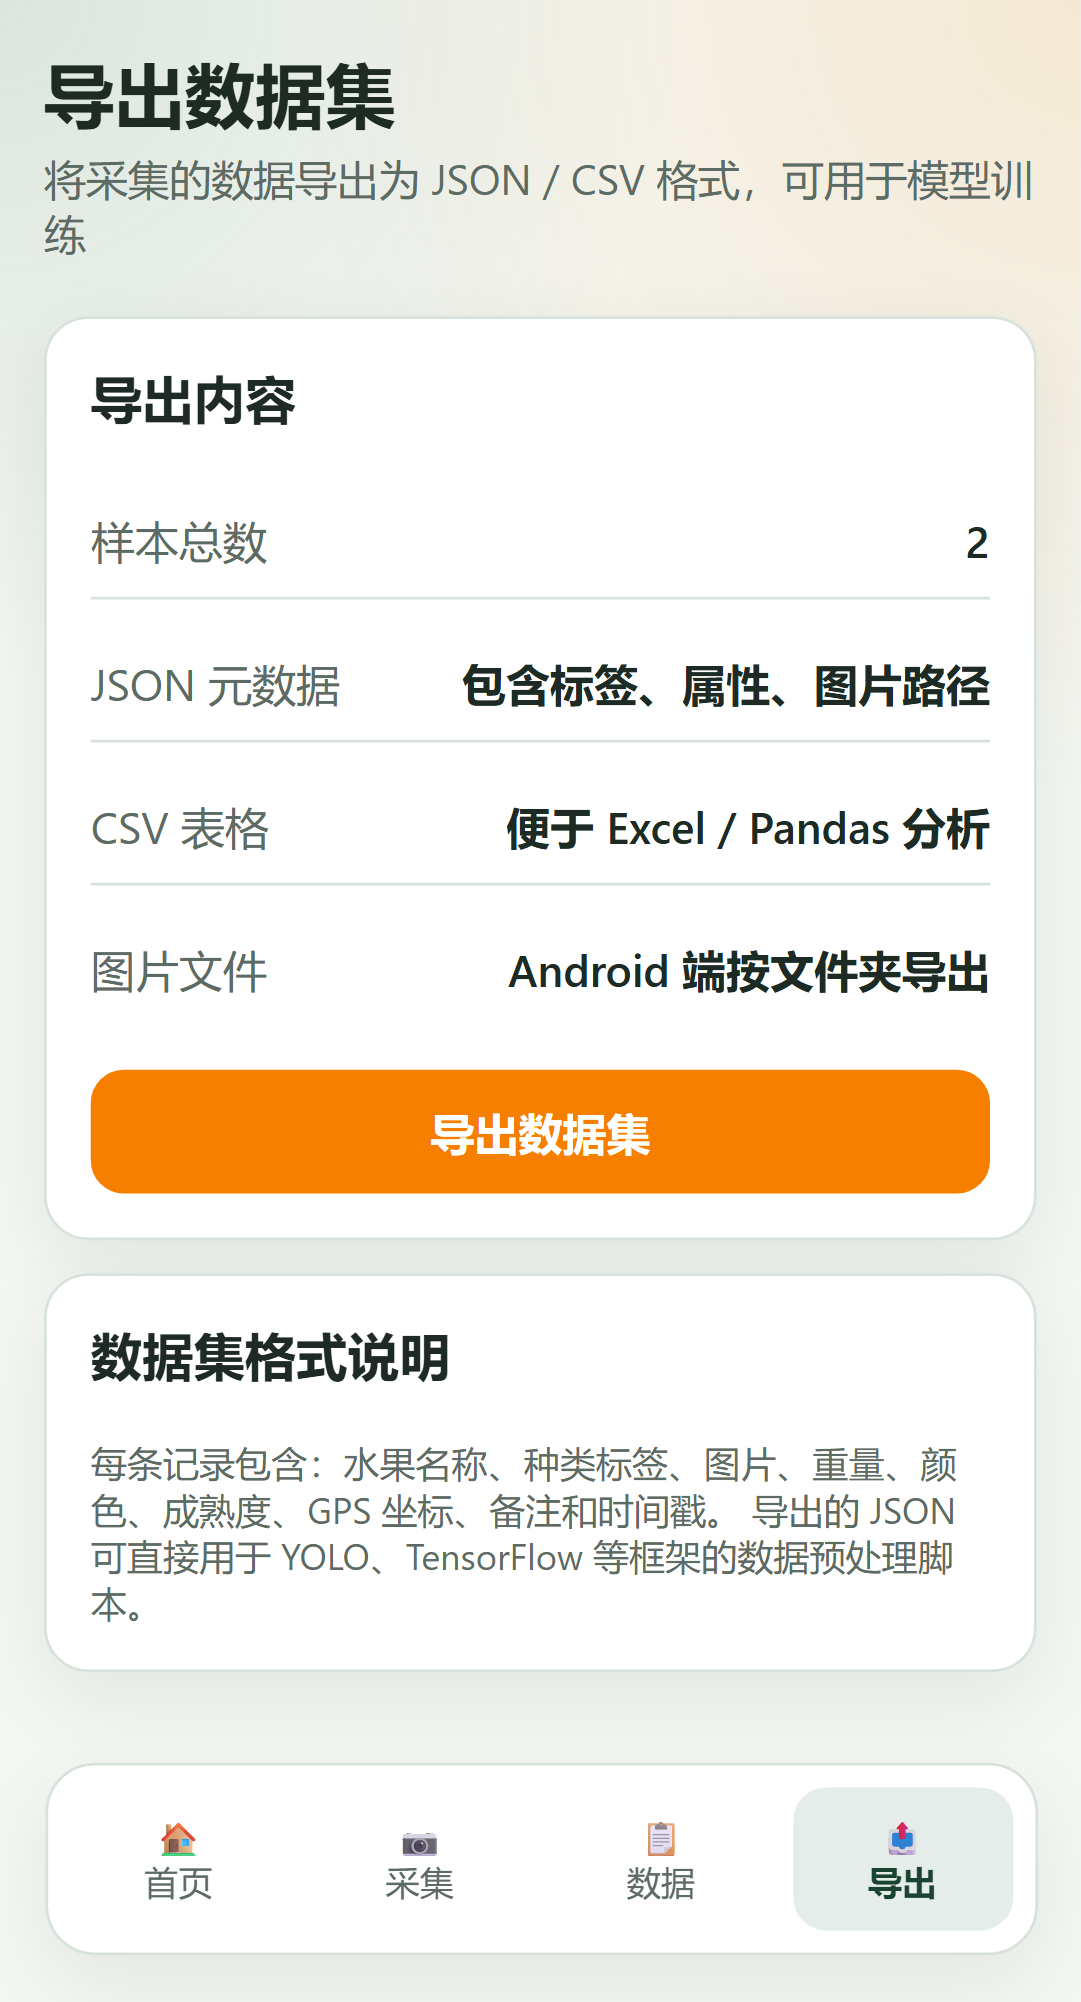 导出数据集
将采集的数据导出为 JSON / CSV 格式，可用于模型训
练
导出内容
样本总数 2
JSON 元数据 包含标签、属性、图片路径
CSV 表格 便于 Excel / Pandas 分析
图片文件 Android 端按文件夹导出
导出数据集
数据集格式说明
每条记录包含：水果名称、种类标签、图片、重量、颜
色、成熟度、GPS 坐标、备注和时间戳。 导出的 JSON
可直接用于 YOLO、TensorFlow 等框架的数据预处理脚
本。
首页 采集 数据 导出